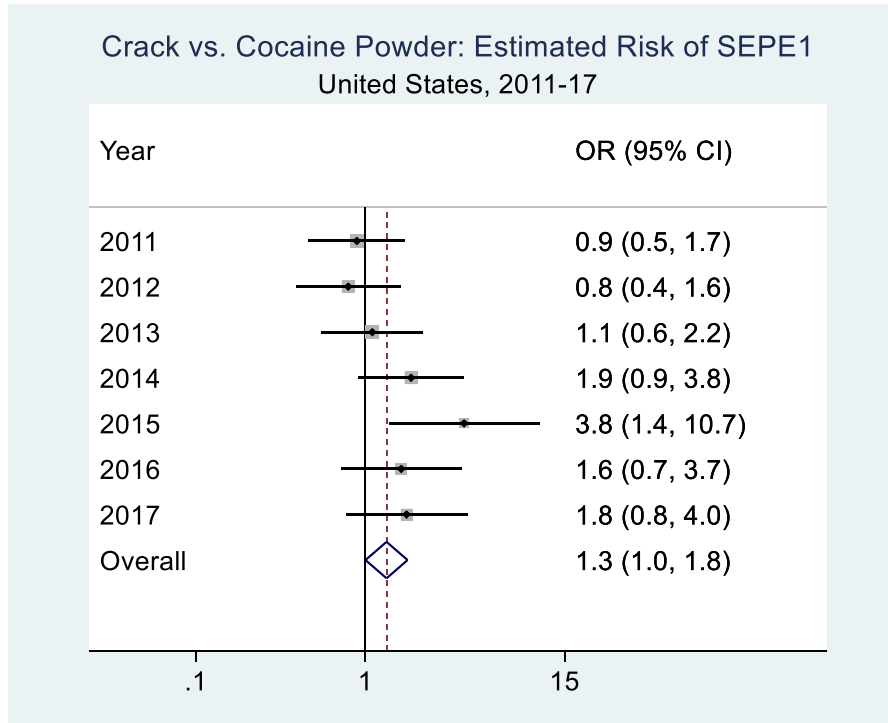 Crack vs. Cocaine Powder: Estimated Risk of SEPE1
United States, 2011-17
Year OR (95% CI)
2011 0.9 (0.5, 1.7)
2012 0.8 (0.4, 1.6)
2013 1.1 (0.6, 2.2)
2014 1.9 (0.9, 3.8)
2015 3.8 (1.4, 10.7)
2016 1.6 (0.7, 3.7)
2017 1.8 (0.8, 4.0)
Overall 1.3 (1.0, 1.8)
.1 1 15